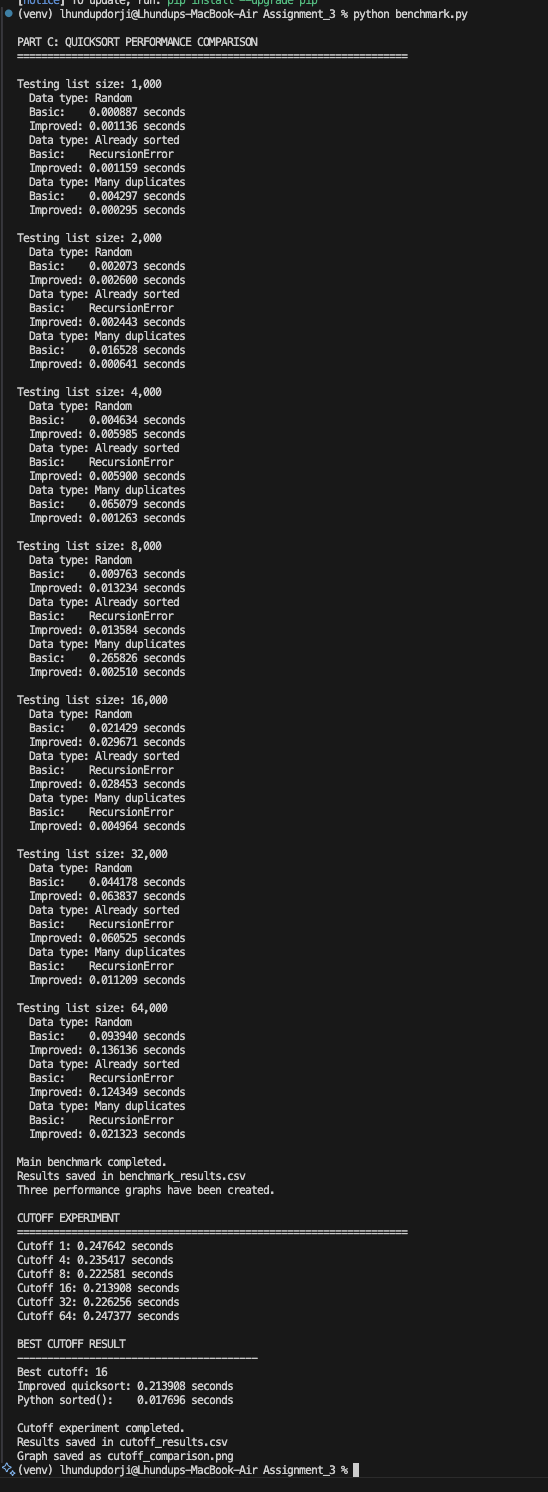 [notice] To update, run: pip install --upgrade pip
(venv) lhundupdorji@Lhundups-MacBook-Air Assignment_3 % python benchmark.py
PART C: QUICKSORT PERFORMANCE COMPARISON
=================================================================
Testing list size: 1,000
Data type: Random
Basic: 0.000887 seconds
Improved: 0.001136 seconds
Data type: Already sorted
Basic: RecursionError
Improved: 0.001159 seconds
Data type: Many duplicates
Basic: 0.004297 seconds
Improved: 0.000295 seconds
Testing list size: 2,000
Data type: Random
Basic: 0.002073 seconds
Improved: 0.002600 seconds
Data type: Already sorted
Basic: RecursionError
Improved: 0.002443 seconds
Data type: Many duplicates
Basic: 0.016528 seconds
Improved: 0.000641 seconds
Testing list size: 4,000
Data type: Random
Basic: 0.004634 seconds
Improved: 0.005985 seconds
Data type: Already sorted
Basic: RecursionError
Improved: 0.005900 seconds
Data type: Many duplicates
Basic: 0.065079 seconds
Improved: 0.001263 seconds
Testing list size: 8,000
Data type: Random
Basic: 0.009763 seconds
Improved: 0.013234 seconds
Data type: Already sorted
Basic: RecursionError
Improved: 0.013584 seconds
Data type: Many duplicates
Basic: 0.265826 seconds
Improved: 0.002510 seconds
Testing list size: 16,000
Data type: Random
Basic: 0.021429 seconds
Improved: 0.029671 seconds
Data type: Already sorted
Basic: RecursionError
Improved: 0.028453 seconds
Data type: Many duplicates
Basic: RecursionError
Improved: 0.004964 seconds
Testing list size: 32,000
Data type: Random
Basic: 0.044178 seconds
Improved: 0.063837 seconds
Data type: Already sorted
Basic: RecursionError
Improved: 0.060525 seconds
Data type: Many duplicates
Basic: RecursionError
Improved: 0.011209 seconds
Testing list size: 64,000
Data type: Random
Basic: 0.093940 seconds
Improved: 0.136136 seconds
Data type: Already sorted
Basic: RecursionError
Improved: 0.124349 seconds
Data type: Many duplicates
Basic: RecursionError
Improved: 0.021323 seconds
Main benchmark completed.
Results saved in benchmark_results.csv
Three performance graphs have been created.
CUTOFF EXPERIMENT
=================================================================
Cutoff 1: 0.247642 seconds
Cutoff 4: 0.235417 seconds
Cutoff 8: 0.222581 seconds
Cutoff 16: 0.213908 seconds
Cutoff 32: 0.226256 seconds
Cutoff 64: 0.247377 seconds
BEST CUTOFF RESULT
----------------------------------------
Best cutoff: 16
Improved quicksort: 0.213908 seconds
Python sorted(): 0.017696 seconds
Cutoff experiment completed.
Results saved in cutoff_results.csv
Graph saved as cutoff_comparison.png
(venv) lhundupdorji@Lhundups-MacBook-Air Assignment_3 %